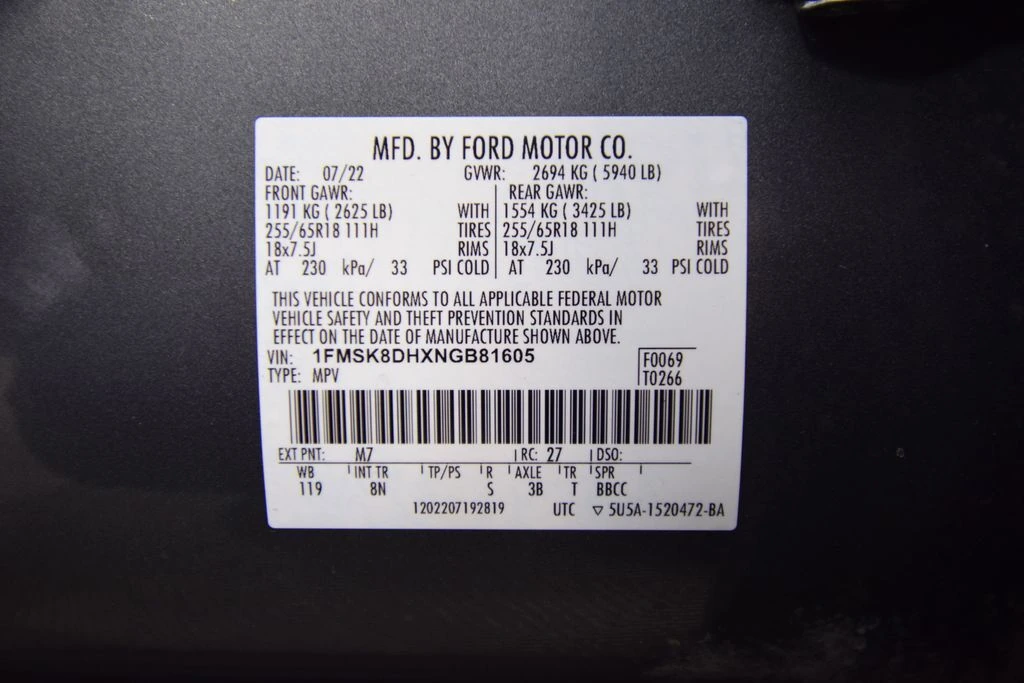 MFD. BY FORD MOTOR CO.
DATE: 07/22 GVWR: 2694 KG ( 5940 LB)
FRONT GAWR: REAR GAWR:
1191 KG ( 2625 LB) WITH 1554 KG ( 3425 LB) WITH
255/65R18 111H TIRES 255/65R18 111H TIRES
18x7.5J RIMS 18x7.5J RIMS
AT 230 kPa/ 33 PSI COLD AT 230 kPa/ 33 PSI COLD
THIS VEHICLE CONFORMS TO ALL APPLICABLE FEDERAL MOTOR
VEHICLE SAFETY AND THEFT PREVENTION STANDARDS IN
EFFECT ON THE DATE OF MANUFACTURE SHOWN ABOVE.
VIN: 1FMSK8DHXNGB81605 F0069
TYPE: MPV T0266
EXT PNT: M7 RC: 27 DSO:
WB INT TR TP/PS R AXLE TR SPR
119 8N S 3B T BBCC
1202207192819 UTC ▽ 5U5A-1520472-BA